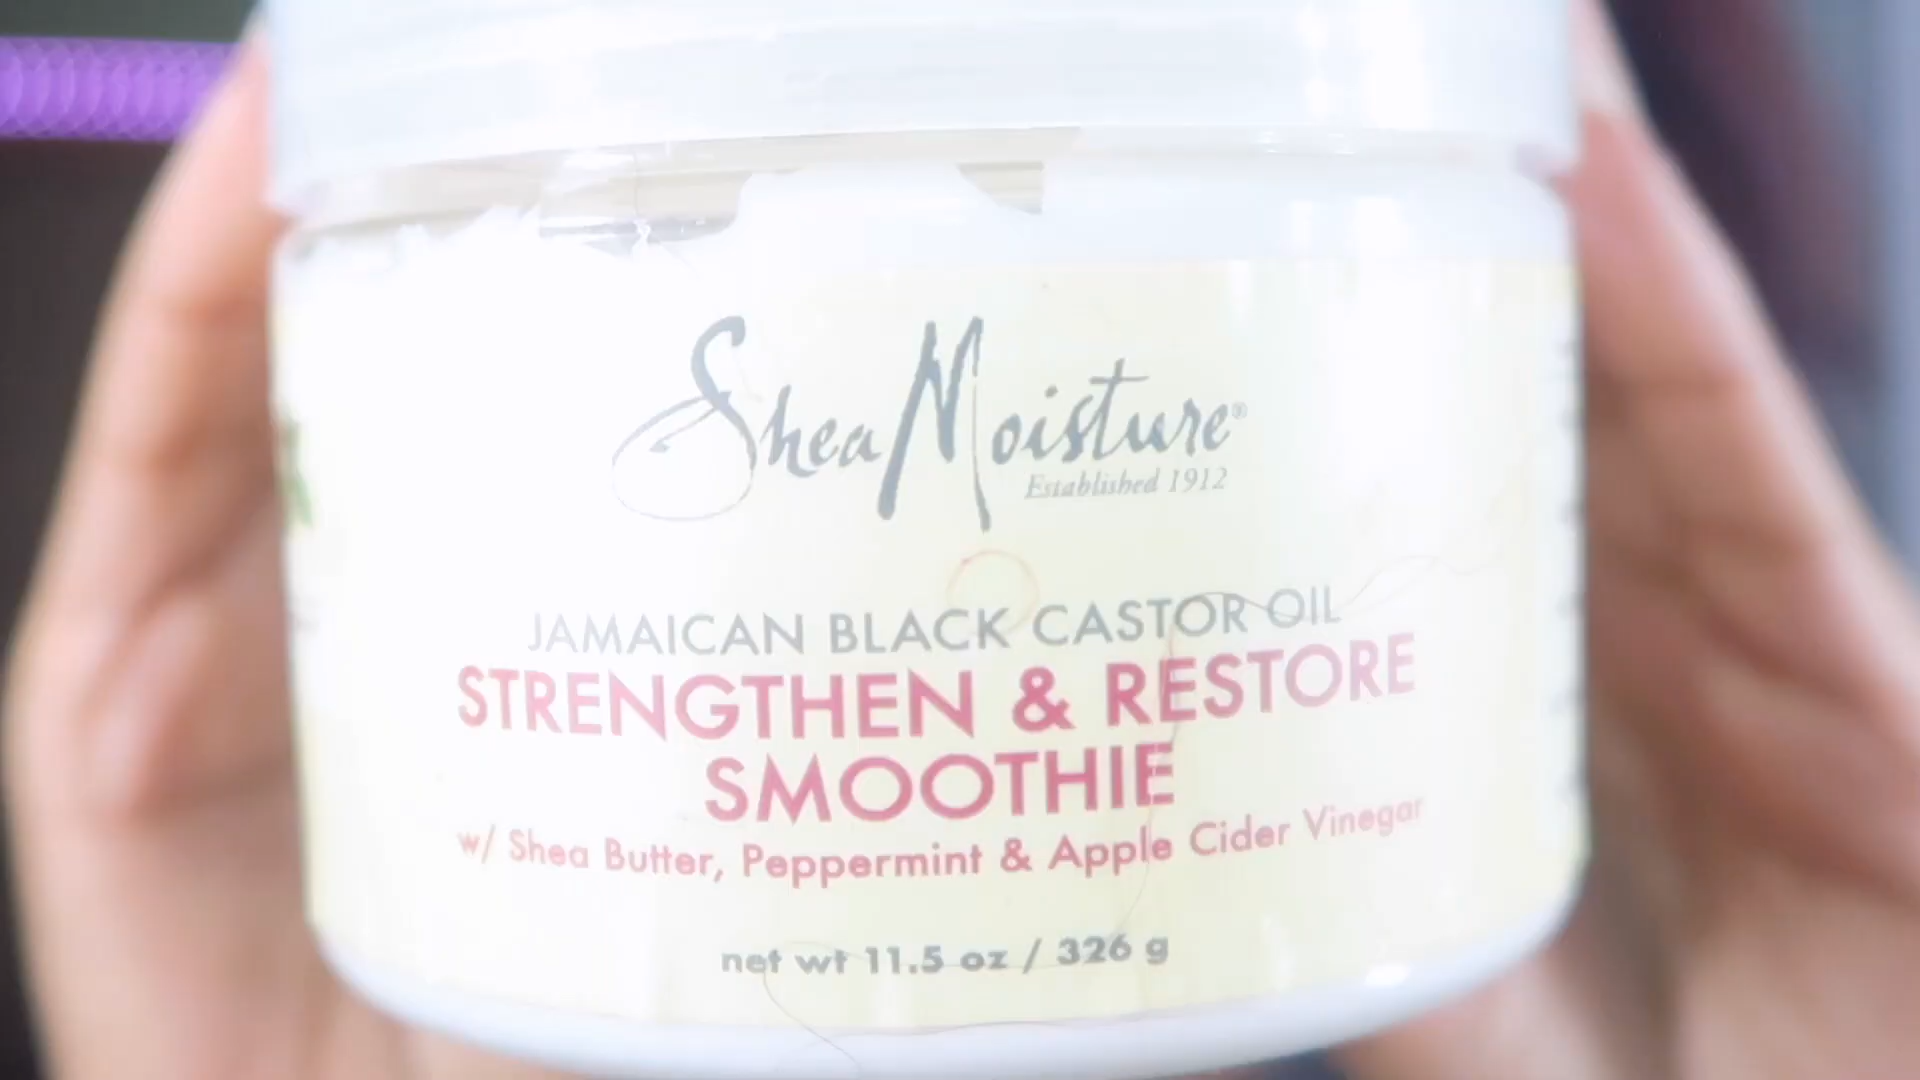 SheaMoisture®
Established 1912
JAMAICAN BLACK CASTOR OIL
STRENGTHEN & RESTORE
SMOOTHIE
w/ Shea Butter, Peppermint & Apple Cider Vinegar
net wt 11.5 oz / 326 g